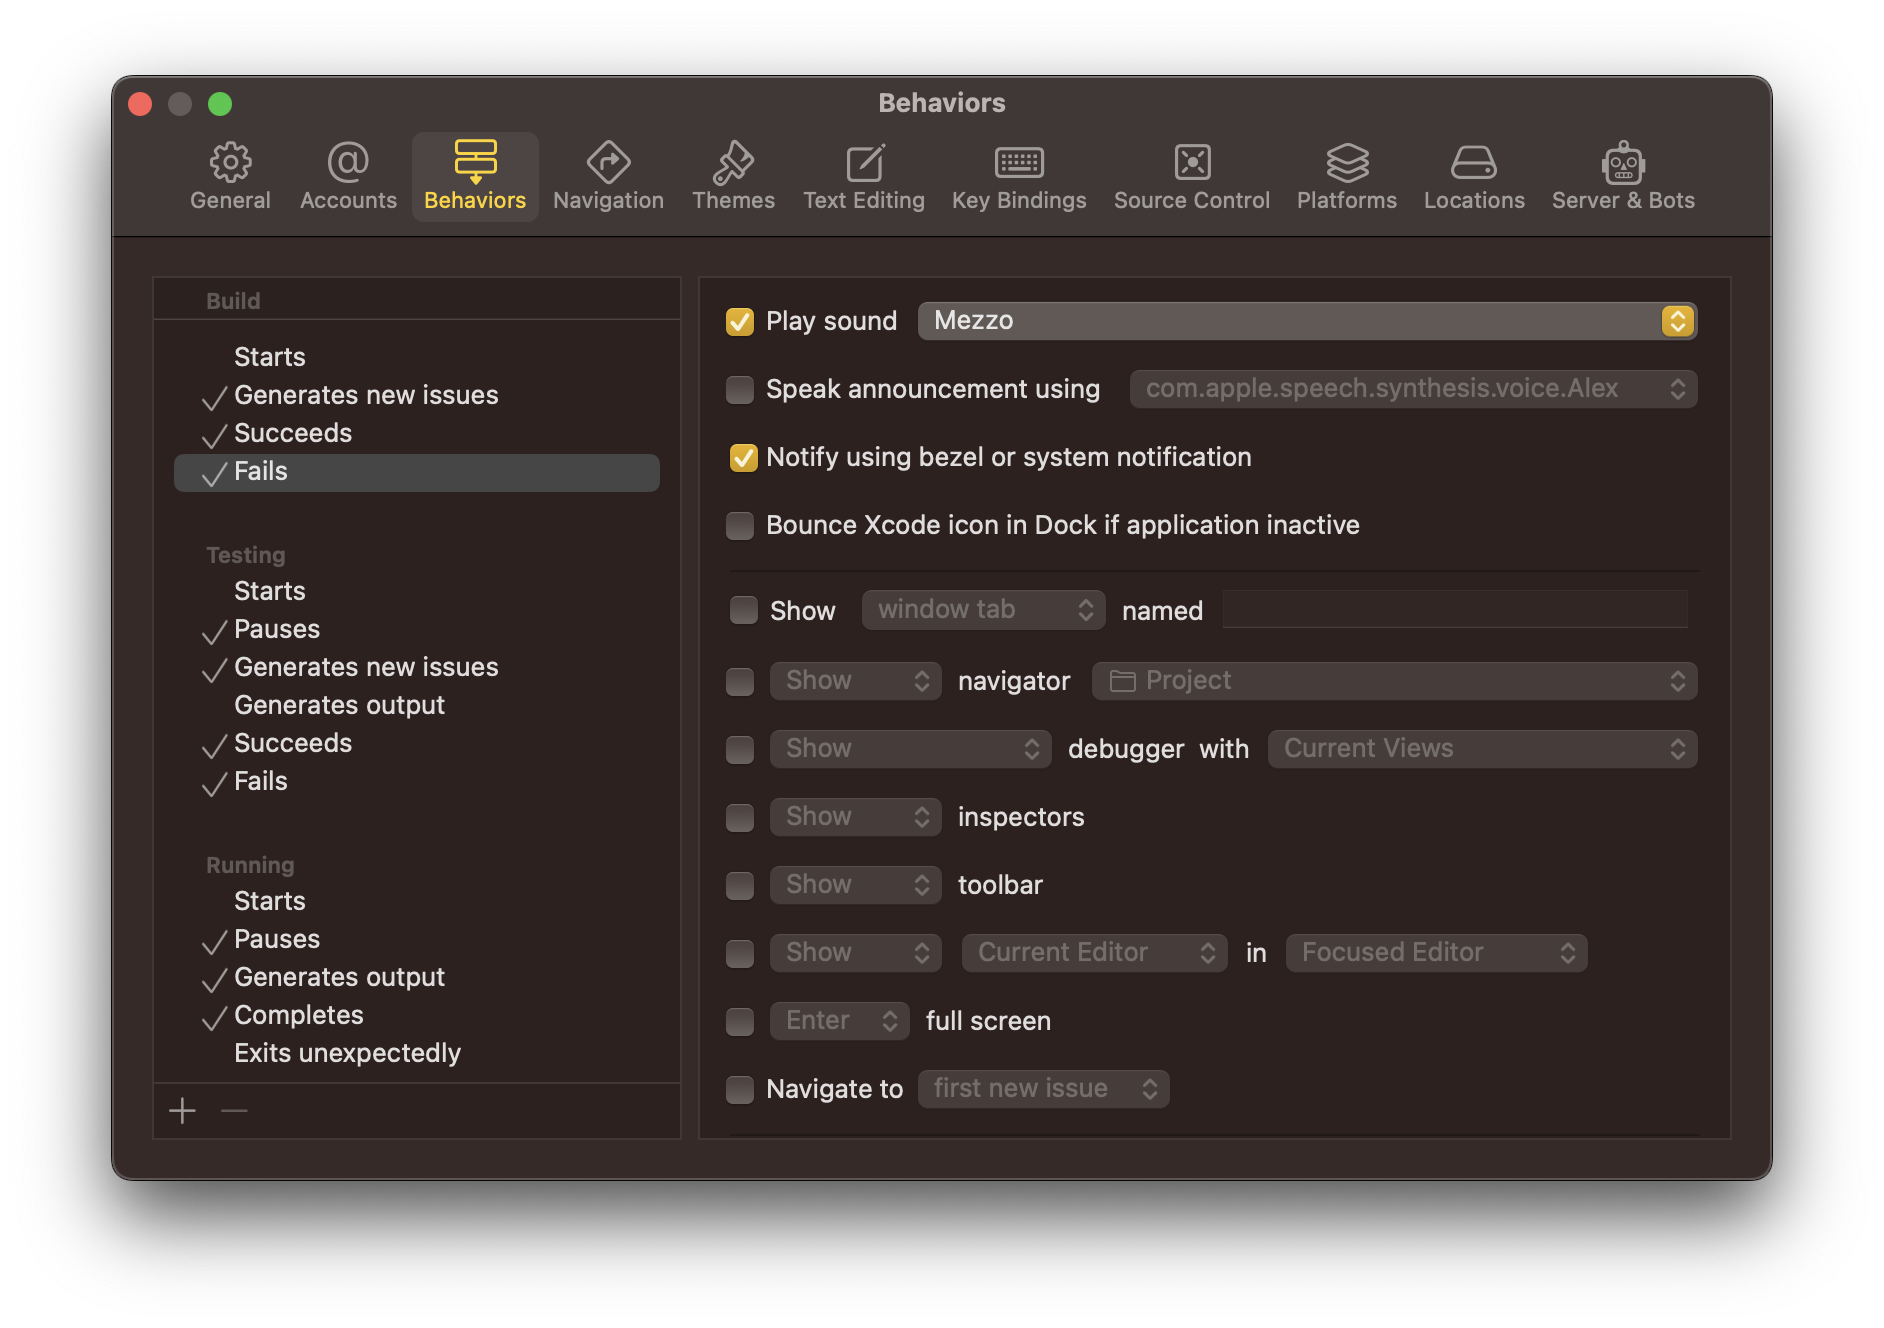 Behaviors
General Accounts Behaviors Navigation Themes Text Editing Key Bindings Source Control Platforms Locations Server & Bots
Build
Starts
Generates new issues
Succeeds
Fails
Testing
Starts
Pauses
Generates new issues
Generates output
Succeeds
Fails
Running
Starts
Pauses
Generates output
Completes
Exits unexpectedly
Play sound Mezzo
Speak announcement using com.apple.speech.synthesis.voice.Alex
Notify using bezel or system notification
Bounce Xcode icon in Dock if application inactive
Show window tab named
Show navigator Project
Show debugger with Current Views
Show inspectors
Show toolbar
Show Current Editor in Focused Editor
Enter full screen
Navigate to first new issue